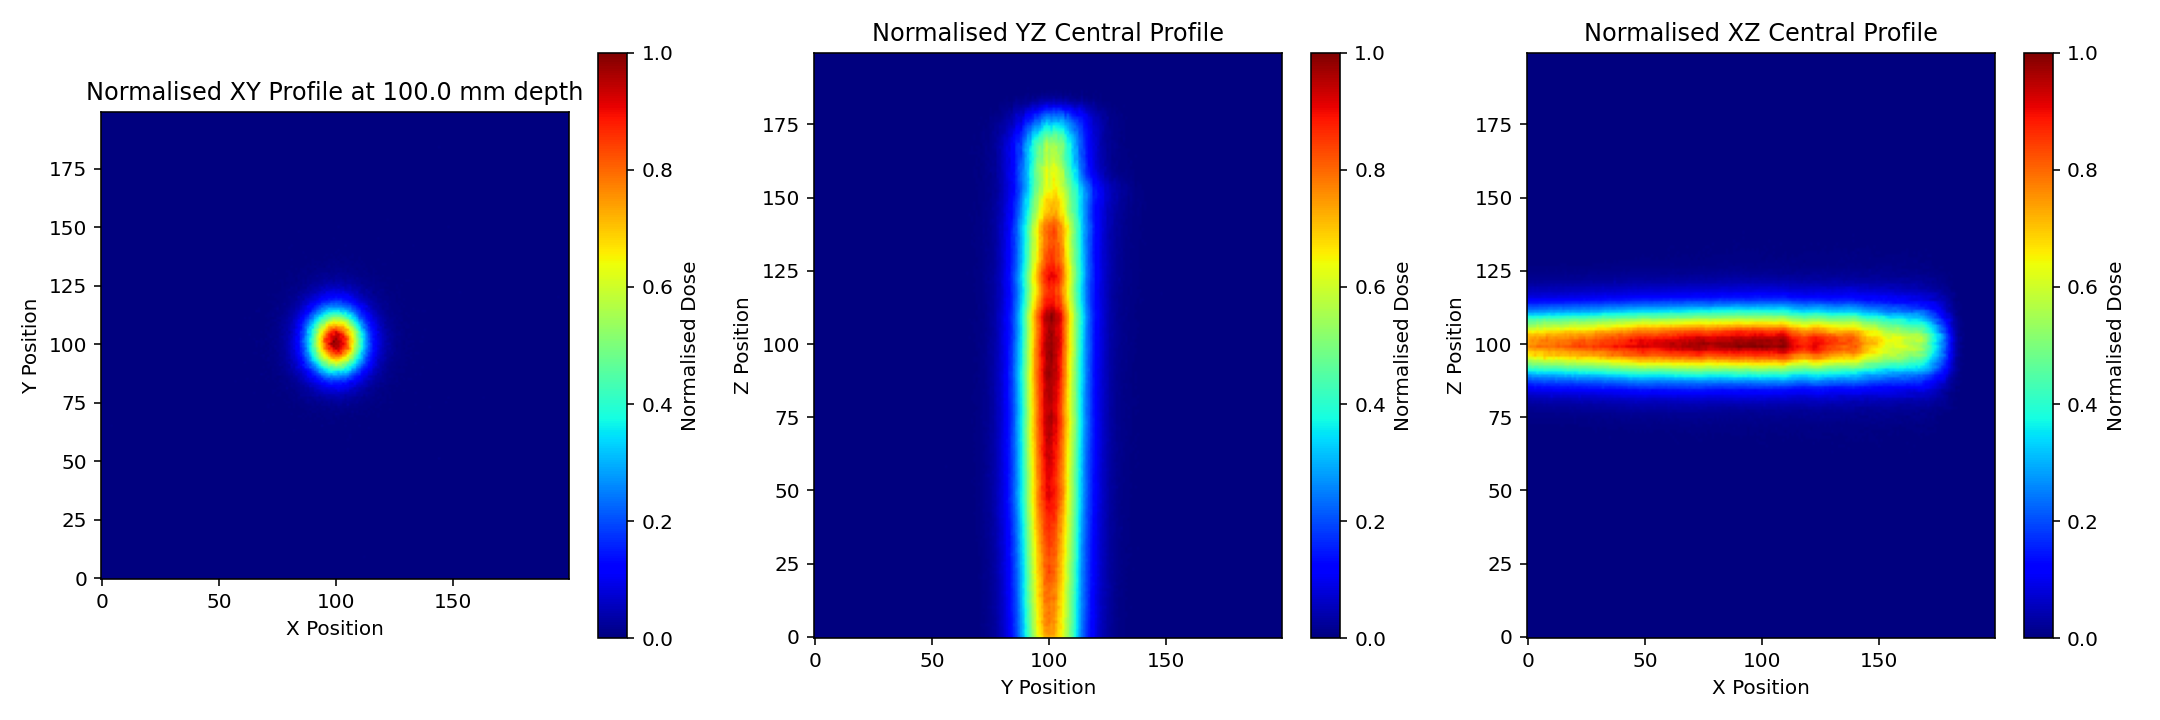 Normalised XY Profile at 100.0 mm depth
175
150
125
100
75
50
25
0
Y Position
0 50 100 150
X Position
1.0
0.8
0.6
0.4
0.2
0.0
Normalised Dose
Normalised YZ Central Profile
175
150
125
100
75
50
25
0
Z Position
0 50 100 150
Y Position
1.0
0.8
0.6
0.4
0.2
0.0
Normalised Dose
Normalised XZ Central Profile
175
150
125
100
75
50
25
0
Z Position
0 50 100 150
X Position
1.0
0.8
0.6
0.4
0.2
0.0
Normalised Dose